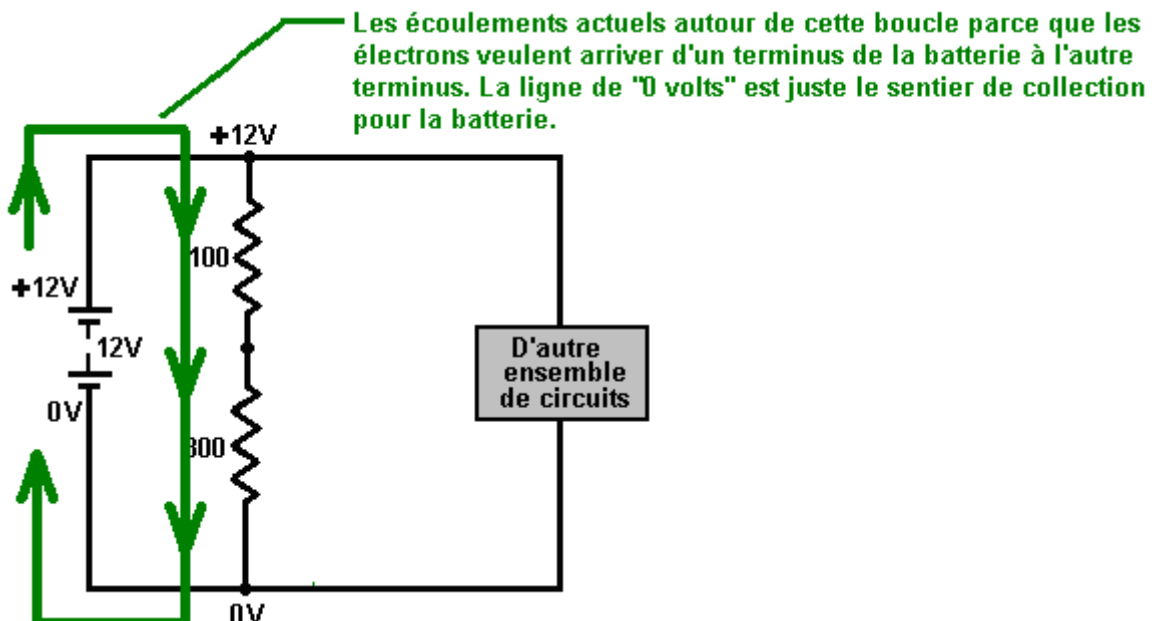 Les écoulements actuels autour de cette boucle parce que les
électrons veulent arriver d'un terminus de la batterie à l'autre
terminus. La ligne de "0 volts" est juste le sentier de collection
pour la batterie.
+12V
100
+12V
12V
D'autre
ensemble
de circuits
0V
0V